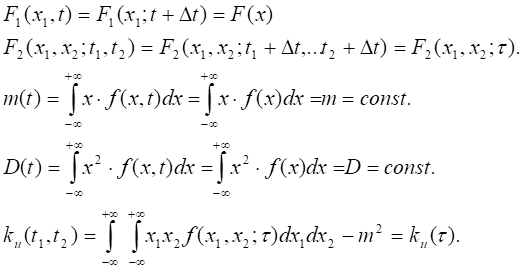 F₁(x₁,t) = F₁(x₁;t + Δt) = F(x)
F₂(x₁,x₂;t₁,t₂) = F₂(x₁,x₂;t₁ + Δt,..t₂ + Δt) = F₂(x₁,x₂;τ).
m(t) = ∫_{-∞}^{+∞} x · f(x,t)dx = ∫_{-∞}^{+∞} x · f(x)dx =m = const.
D(t) = ∫_{-∞}^{+∞} x² · f(x,t)dx = ∫_{-∞}^{+∞} x² · f(x)dx =D = const.
k_u(t₁,t₂) = ∫_{-∞}^{+∞} ∫_{-∞}^{+∞} x₁x₂f(x₁,x₂;τ)dx₁dx₂ − m² = k_u(τ).